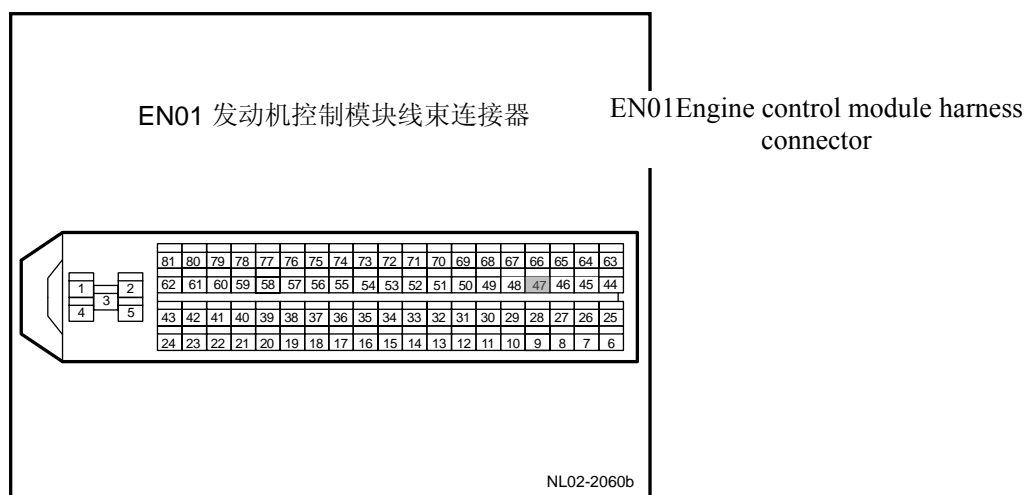 EN01 发动机控制模块线束连接器
EN01Engine control module harness
connector
81 80 79 78 77 76 75 74 73 72 71 70 69 68 67 66 65 64 63
1 2 62 61 60 59 58 57 56 55 54 53 52 51 50 49 48 47 46 45 44
3
4 5 43 42 41 40 39 38 37 36 35 34 33 32 31 30 29 28 27 26 25
24 23 22 21 20 19 18 17 16 15 14 13 12 11 10 9 8 7 6
NL02-2060b